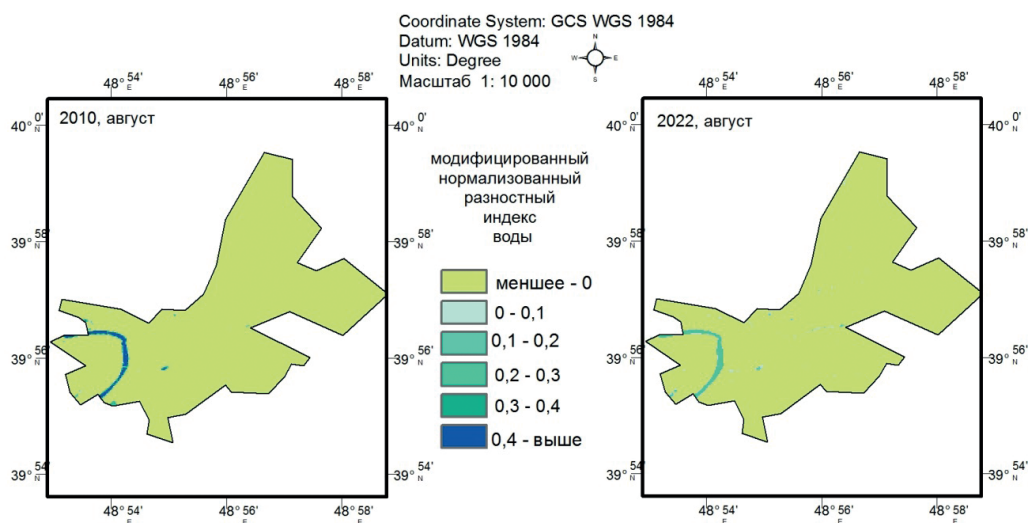 Coordinate System: GCS WGS 1984
Datum: WGS 1984
Units: Degree
Масштаб 1: 10 000
N
W E
S
48° 54' E
48° 56' E
48° 58' E
48° 54' E
48° 56' E
48° 58' E
2010, август
2022, август
40° 0' N
40° 0' N
40° 0' N
40° 0' N
модифицированный
нормализованный
разностный
индекс
воды
39° 58' N
39° 58' N
39° 58' N
39° 58' N
меншее - 0
0 - 0,1
0,1 - 0,2
0,2 - 0,3
0,3 - 0,4
0,4 - выше
39° 56' N
39° 56' N
39° 56' N
39° 56' N
39° 54' N
39° 54' N
39° 54' N
39° 54' N
48° 54' E
48° 56' E
48° 58' E
48° 54' E
48° 56' E
48° 58' E